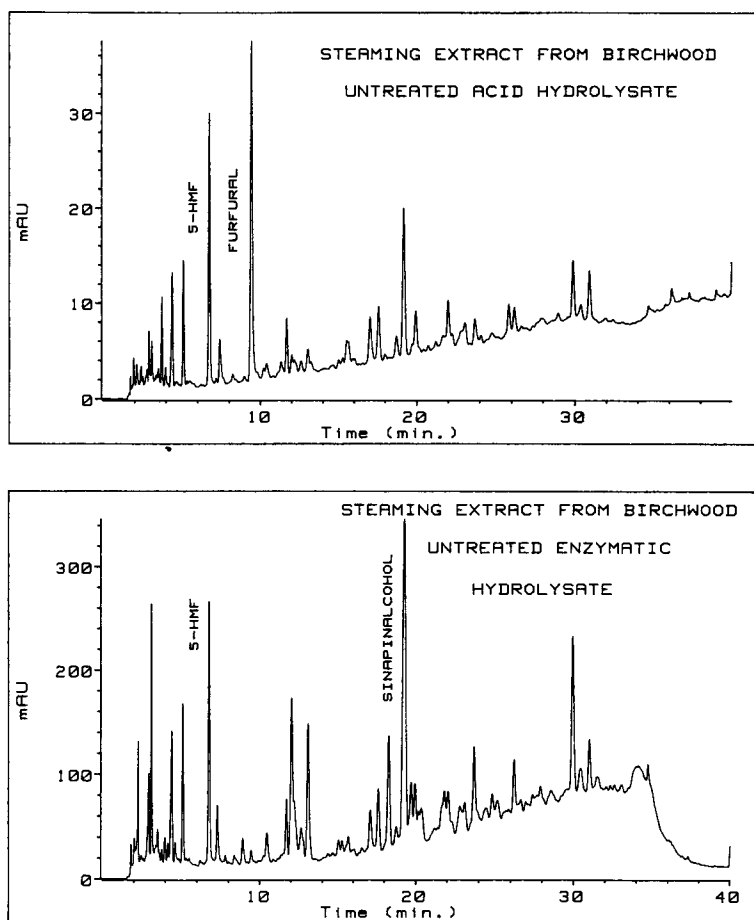 STEAMING EXTRACT FROM BIRCHWOOD
UNTREATED ACID HYDROLYSATE
mAU
30
20
10
0
5-HMF
FURFURAL
10
20
30
Time (min.)
STEAMING EXTRACT FROM BIRCHWOOD
UNTREATED ENZYMATIC
HYDROLYSATE
mAU
300
200
100
0
5-HMF
SINAPINALCOHOL
10
20
30
40
Time (min.)